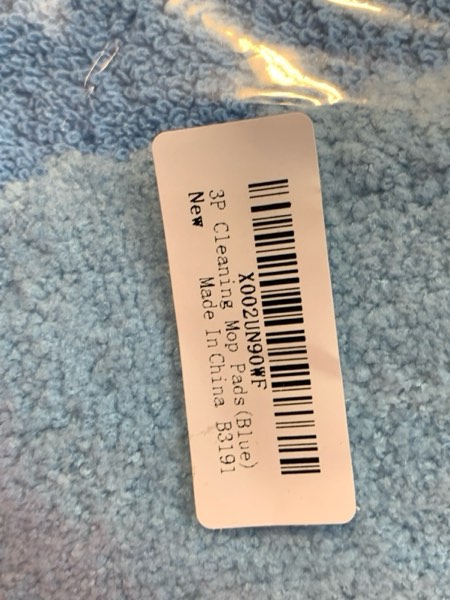 X002UN90WF
3P Cleaning Mop Pads(Blue)
New Made In China B3191